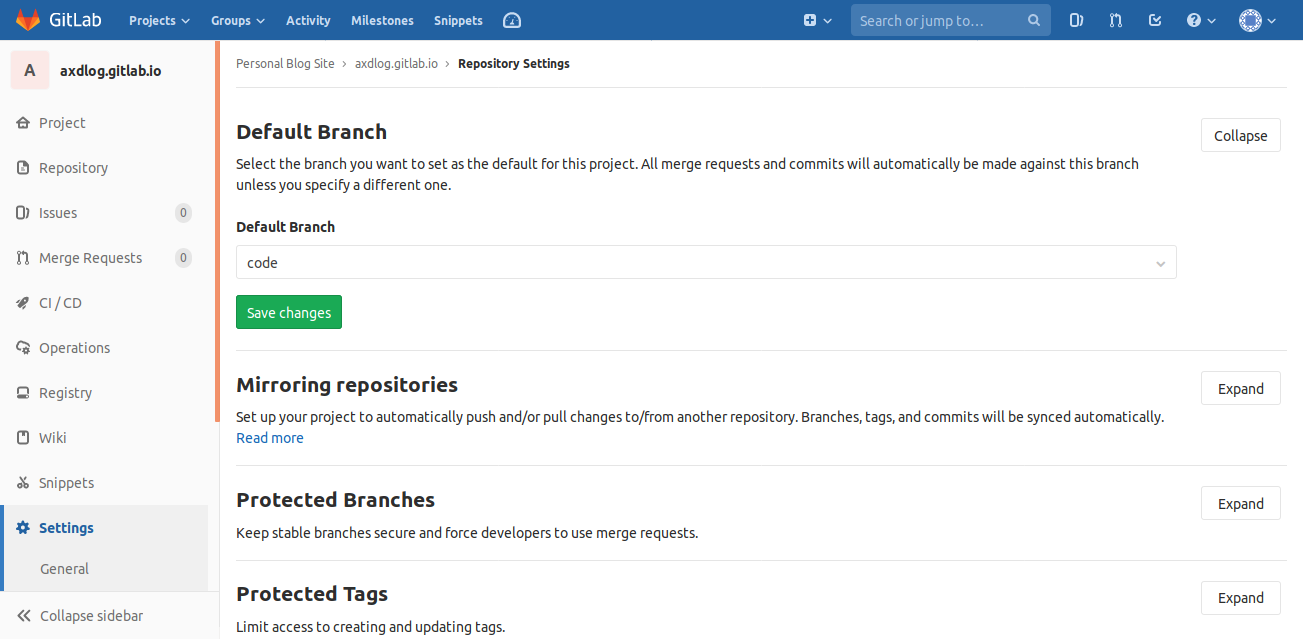 GitLab Projects Groups Activity Milestones Snippets Search or jump to...
A axdlog.gitlab.io
Project
Repository
Issues 0
Merge Requests 0
CI / CD
Operations
Registry
Wiki
Snippets
Settings
General
Collapse sidebar
Personal Blog Site › axdlog.gitlab.io › Repository Settings
Default Branch
Collapse
Select the branch you want to set as the default for this project. All merge requests and commits will automatically be made against this branch
unless you specify a different one.
Default Branch
code
Save changes
Mirroring repositories
Expand
Set up your project to automatically push and/or pull changes to/from another repository. Branches, tags, and commits will be synced automatically.
Read more
Protected Branches
Expand
Keep stable branches secure and force developers to use merge requests.
Protected Tags
Expand
Limit access to creating and updating tags.